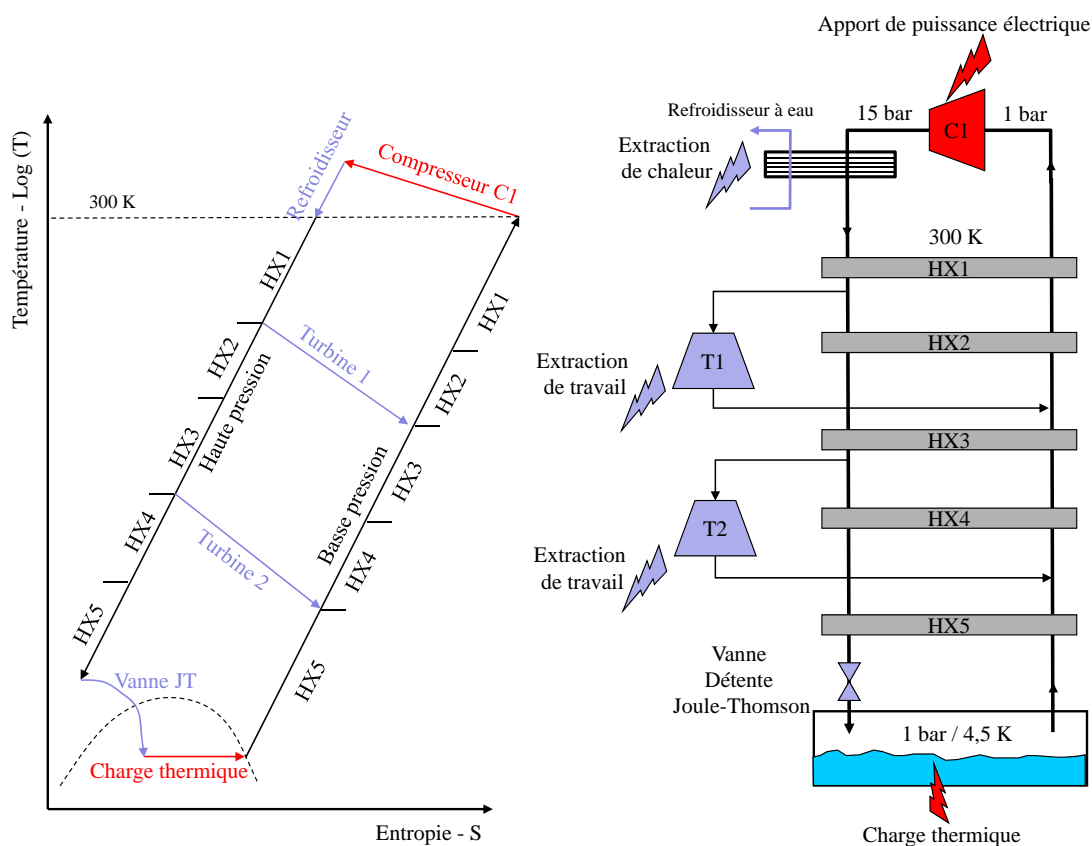 Température - Log (T)
300 K
Refroidisseur
Compresseur C1
HX1
HX1
HX2
Turbine 1
HX2
HX3
Haute pression
HX3
Basse pression
HX4
Turbine 2
HX4
HX5
HX5
Vanne JT
Charge thermique
Entropie - S
Apport de puissance électrique
Refroidisseur à eau
15 bar
C1
1 bar
Extraction
de chaleur
300 K
HX1
HX2
Extraction
de travail
T1
HX3
Extraction
de travail
T2
HX4
HX5
Vanne
Détente
Joule-Thomson
1 bar / 4,5 K
Charge thermique